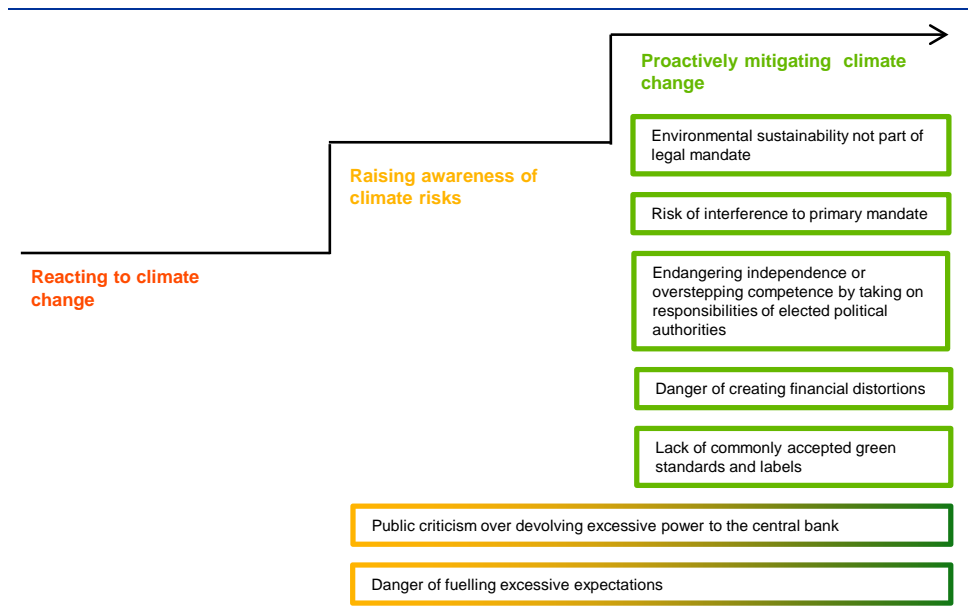 Proactively mitigating climate
change
Environmental sustainability not part of
legal mandate
Raising awareness of
climate risks
Risk of interference to primary mandate
Reacting to climate
change
Endangering independence or
overstepping competence by taking on
responsibilities of elected political
authorities
Danger of creating financial distortions
Lack of commonly accepted green
standards and labels
Public criticism over devolving excessive power to the central bank
Danger of fuelling excessive expectations